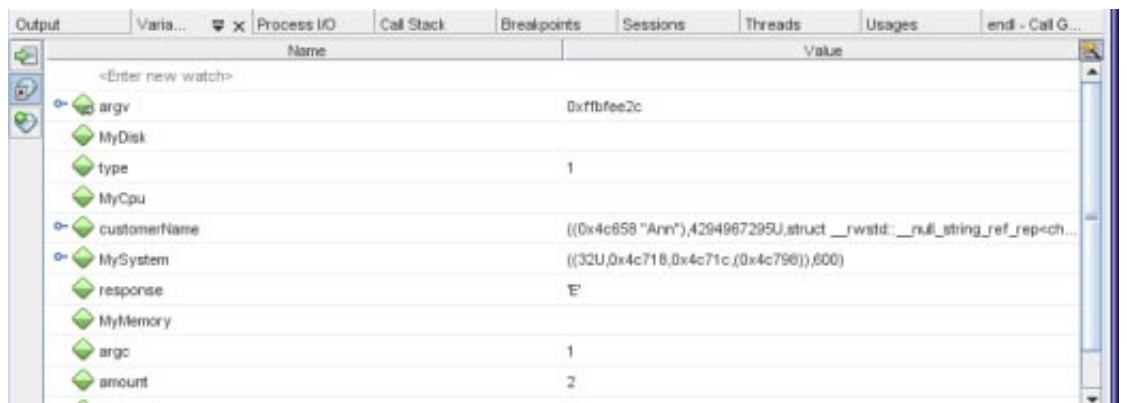 Output Varia... Process I/O Call Stack Breakpoints Sessions Threads Usages endl - Call G...
Name Value
<Enter new watch>
argv 0xffbfee2c
MyDisk
type 1
MyCpu
customerName ((0x4c658 "Ann"),4294967295U,struct __rwstd::__null_string_ref_rep<ch...
MySystem ((32U,0x4c718,0x4c71c,(0x4c798)),600)
response 'E'
MyMemory
argc 1
amount 2